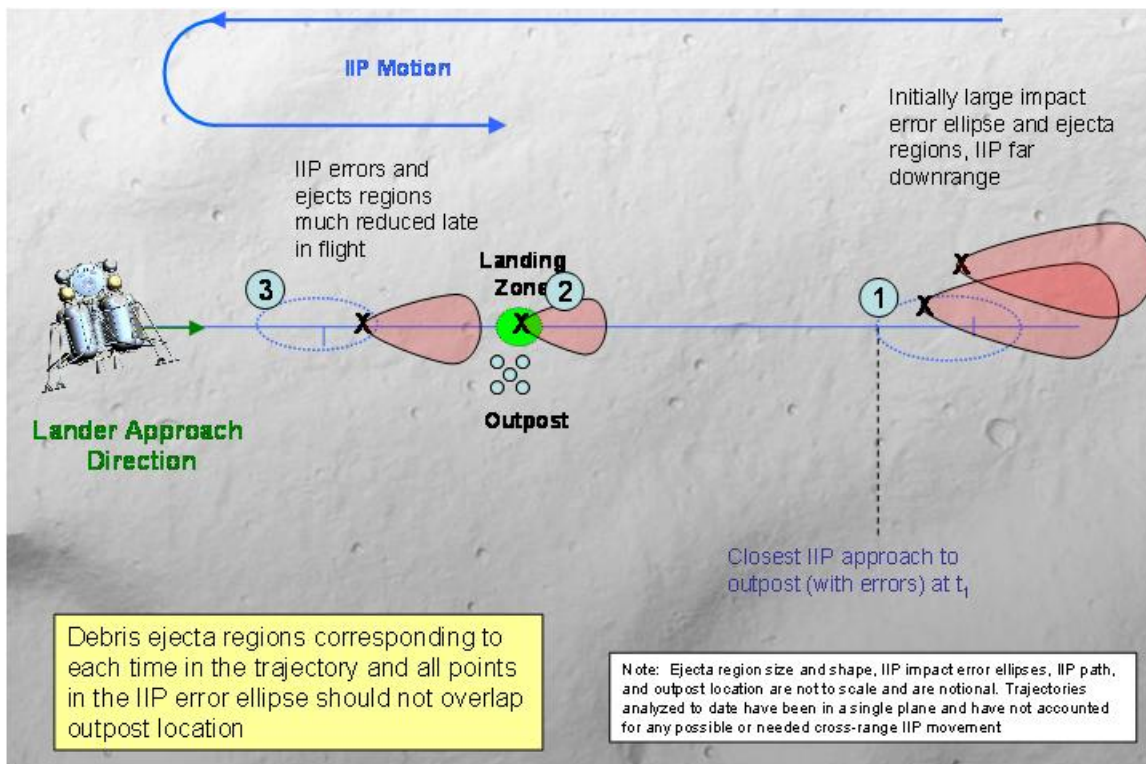 IIP Motion
Initially large impact
error ellipse and ejecta
regions, IIP far
downrange
IIP errors and
ejects regions
much reduced late
in flight
Landing
Zone
3
2
1
X
X
X
X
Outpost
Lander Approach
Direction
Closest IIP approach to
outpost (with errors) at t₁
Debris ejecta regions corresponding to
each time in the trajectory and all points
in the IIP error ellipse should not overlap
outpost location
Note: Ejecta region size and shape, IIP impact error ellipses, IIP path,
and outpost location are not to scale and are notional. Trajectories
analyzed to date have been in a single plane and have not accounted
for any possible or needed cross-range IIP movement